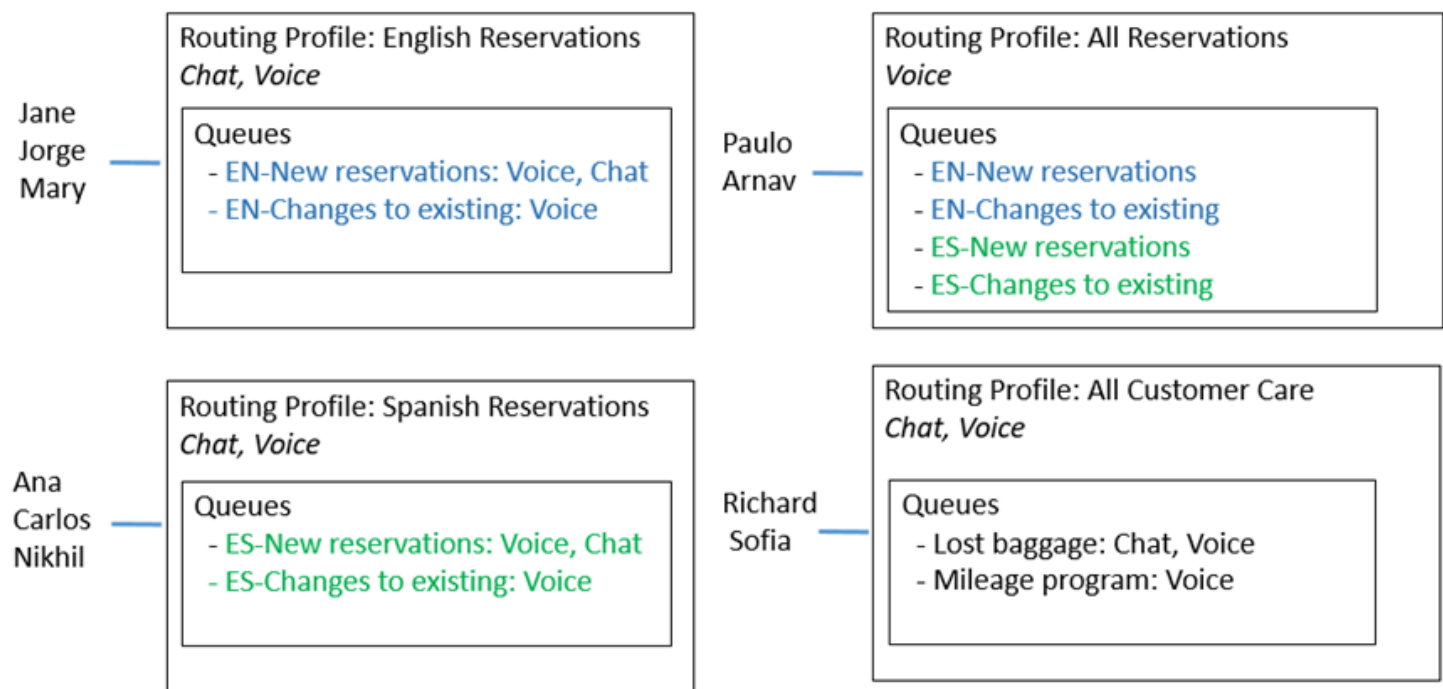 Jane
Jorge
Mary
Routing Profile: English Reservations
Chat, Voice
Queues
- EN-New reservations: Voice, Chat
- EN-Changes to existing: Voice
Paulo
Arnav
Routing Profile: All Reservations
Voice
Queues
- EN-New reservations
- EN-Changes to existing
- ES-New reservations
- ES-Changes to existing
Ana
Carlos
Nikhil
Routing Profile: Spanish Reservations
Chat, Voice
Queues
- ES-New reservations: Voice, Chat
- ES-Changes to existing: Voice
Richard
Sofia
Routing Profile: All Customer Care
Chat, Voice
Queues
- Lost baggage: Chat, Voice
- Mileage program: Voice